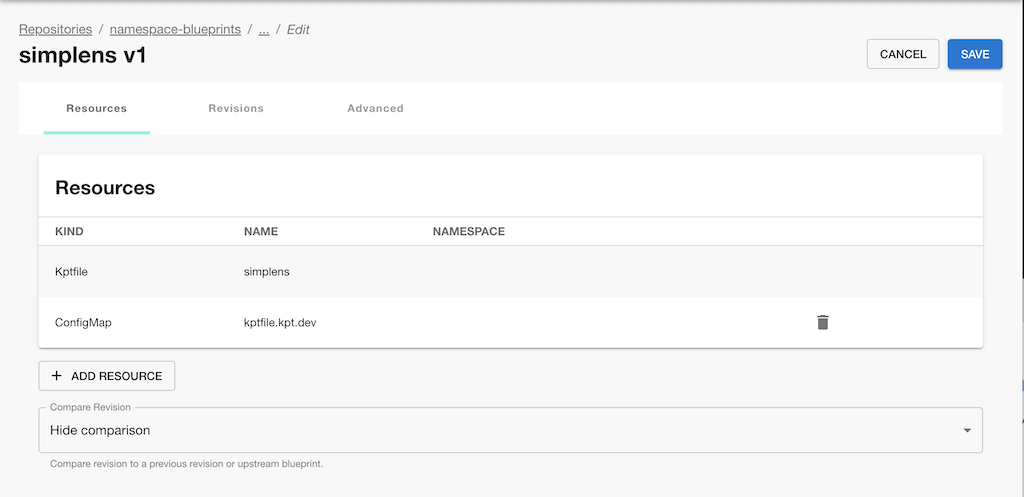 Repositories / namespace-blueprints / ... / Edit
simplens v1
CANCEL
SAVE
Resources
Revisions
Advanced
Resources
KIND NAME NAMESPACE
Kptfile simplens
ConfigMap kptfile.kpt.dev
+ ADD RESOURCE
Compare Revision
Hide comparison
Compare revision to a previous revision or upstream blueprint.